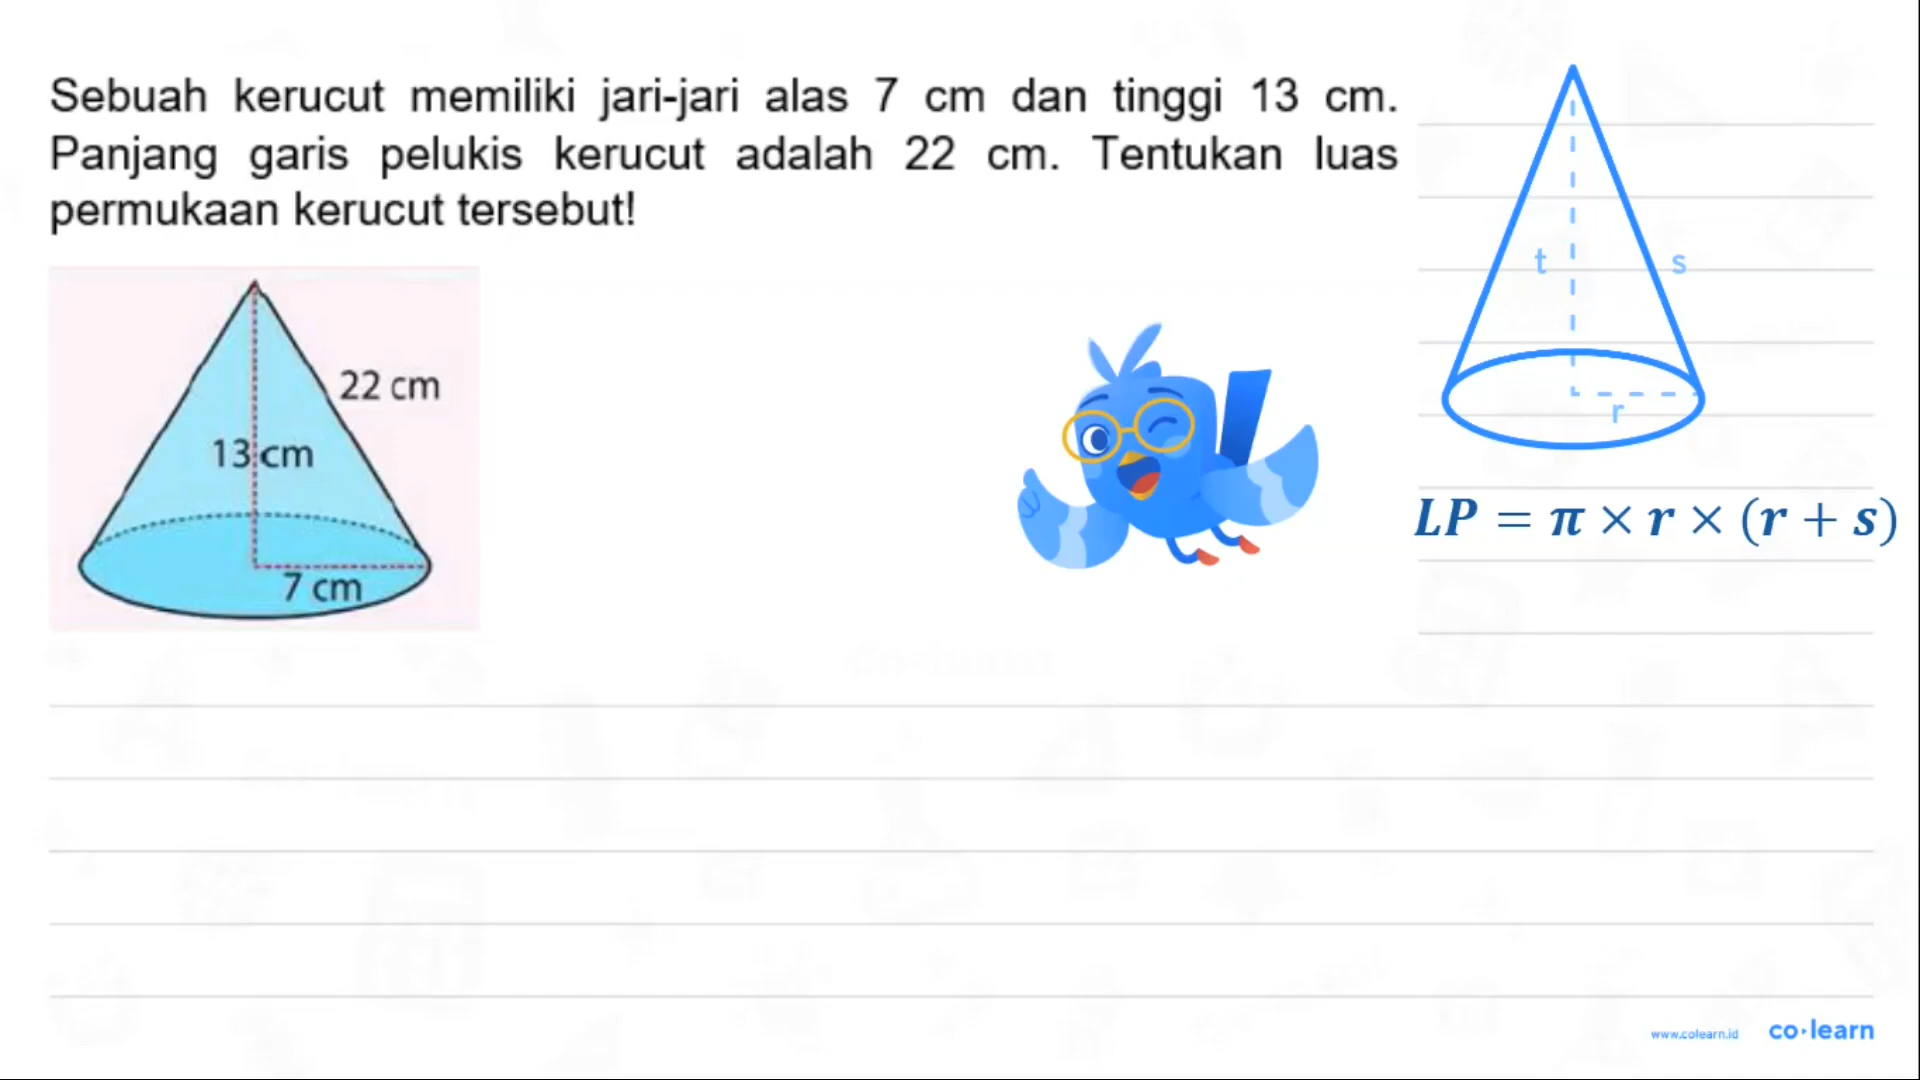 Sebuah kerucut memiliki jari-jari alas 7 cm dan tinggi 13 cm.
Panjang garis pelukis kerucut adalah 22 cm. Tentukan luas
permukaan kerucut tersebut!
22 cm
13 cm
7 cm
t
s
r
LP = π × r × (r + s)
www.colearn.id
co·learn